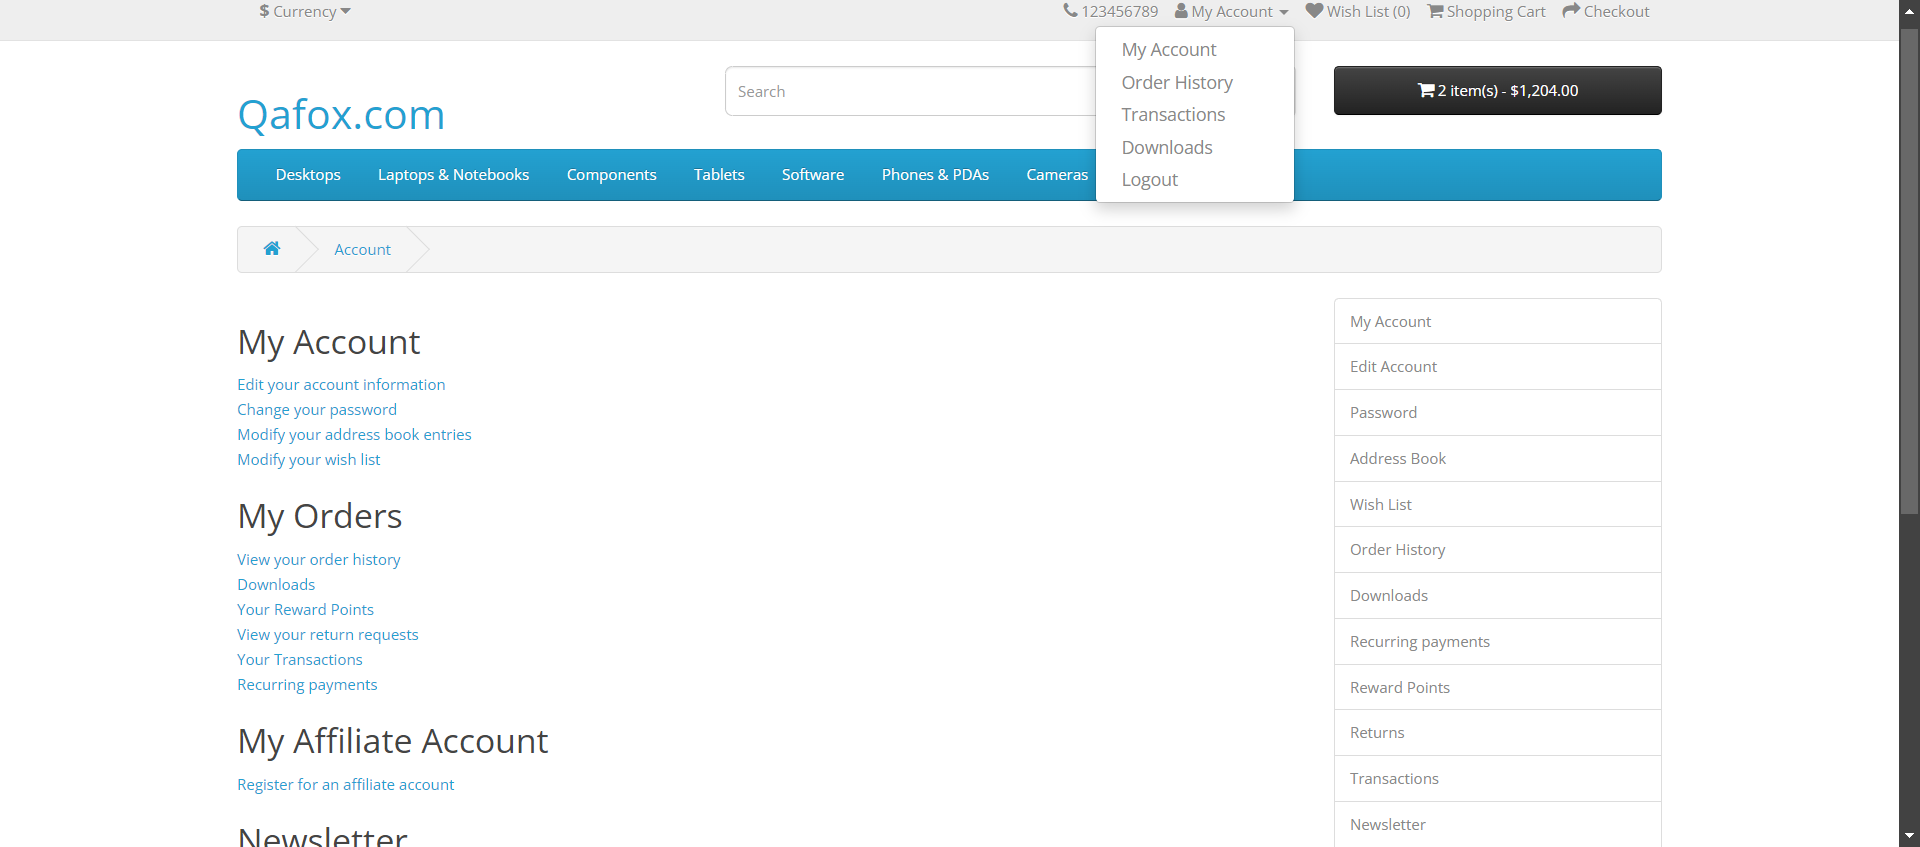 $ Currency
123456789 My Account Wish List (0) Shopping Cart Checkout
My Account
Order History
Transactions
Downloads
Logout
Qafox.com
Search
2 item(s) - $1,204.00
Desktops Laptops & Notebooks Components Tablets Software Phones & PDAs Cameras
Account
My Account
Edit your account information
Change your password
Modify your address book entries
Modify your wish list
My Orders
View your order history
Downloads
Your Reward Points
View your return requests
Your Transactions
Recurring payments
My Affiliate Account
Register for an affiliate account
Newsletter
My Account
Edit Account
Password
Address Book
Wish List
Order History
Downloads
Recurring payments
Reward Points
Returns
Transactions
Newsletter